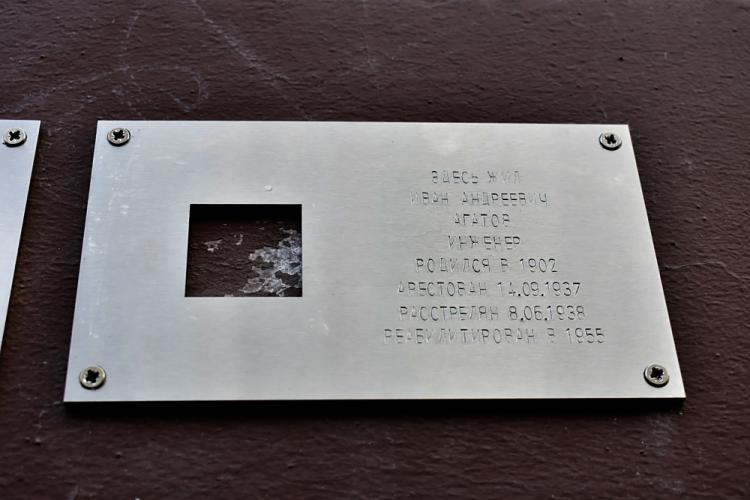 ЗДЕСЬ ЖИЛ
ИВАН АНДРЕЕВИЧ
АГАТОВ
ИНЖЕНЕР
РОДИЛСЯ В 1902
АРЕСТОВАН 14.09.1937
РАССТРЕЛЯН 8.06.1938
РЕАБИЛИТИРОВАН В 1955